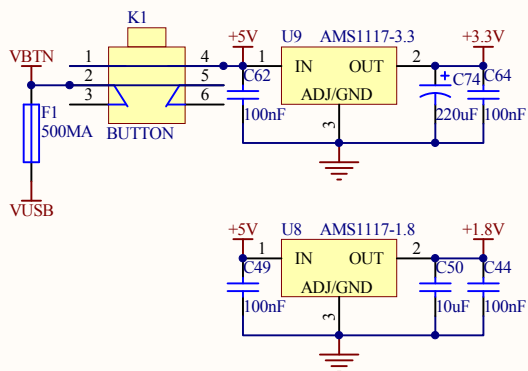 K1
VBTN
1 4
2 5
3 6
BUTTON
F1
500MA
VUSB
+5V
U9 AMS1117-3.3
+3.3V
1 IN OUT 2
ADJ/GND
3
C62
100nF
+ C74
220uF
C64
100nF
+5V
U8 AMS1117-1.8
+1.8V
1 IN OUT 2
ADJ/GND
3
C49
100nF
C50
10uF
C44
100nF